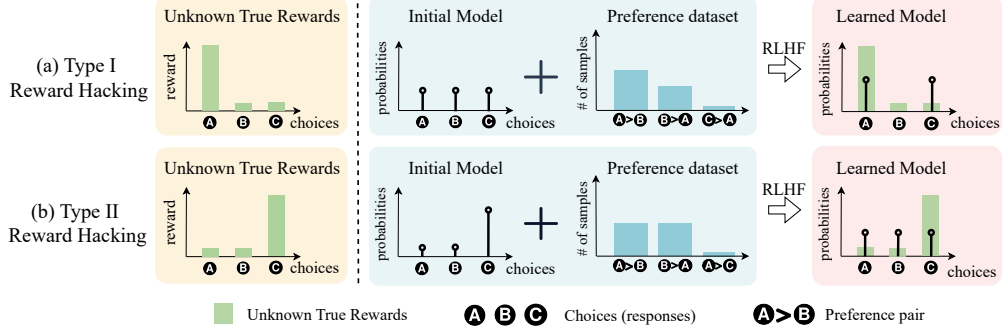 Unknown True Rewards
Initial Model
Preference dataset
Learned Model
(a) Type I
Reward Hacking
reward
A B C choices
probabilities
A B C choices
# of samples
A>B B>A C>A
RLHF
probabilities
A B C choices
Unknown True Rewards
Initial Model
Preference dataset
Learned Model
(b) Type II
Reward Hacking
reward
A B C choices
probabilities
A B C choices
# of samples
A>B B>A A>C
RLHF
probabilities
A B C choices
Unknown True Rewards
A B C Choices (responses)
A>B Preference pair